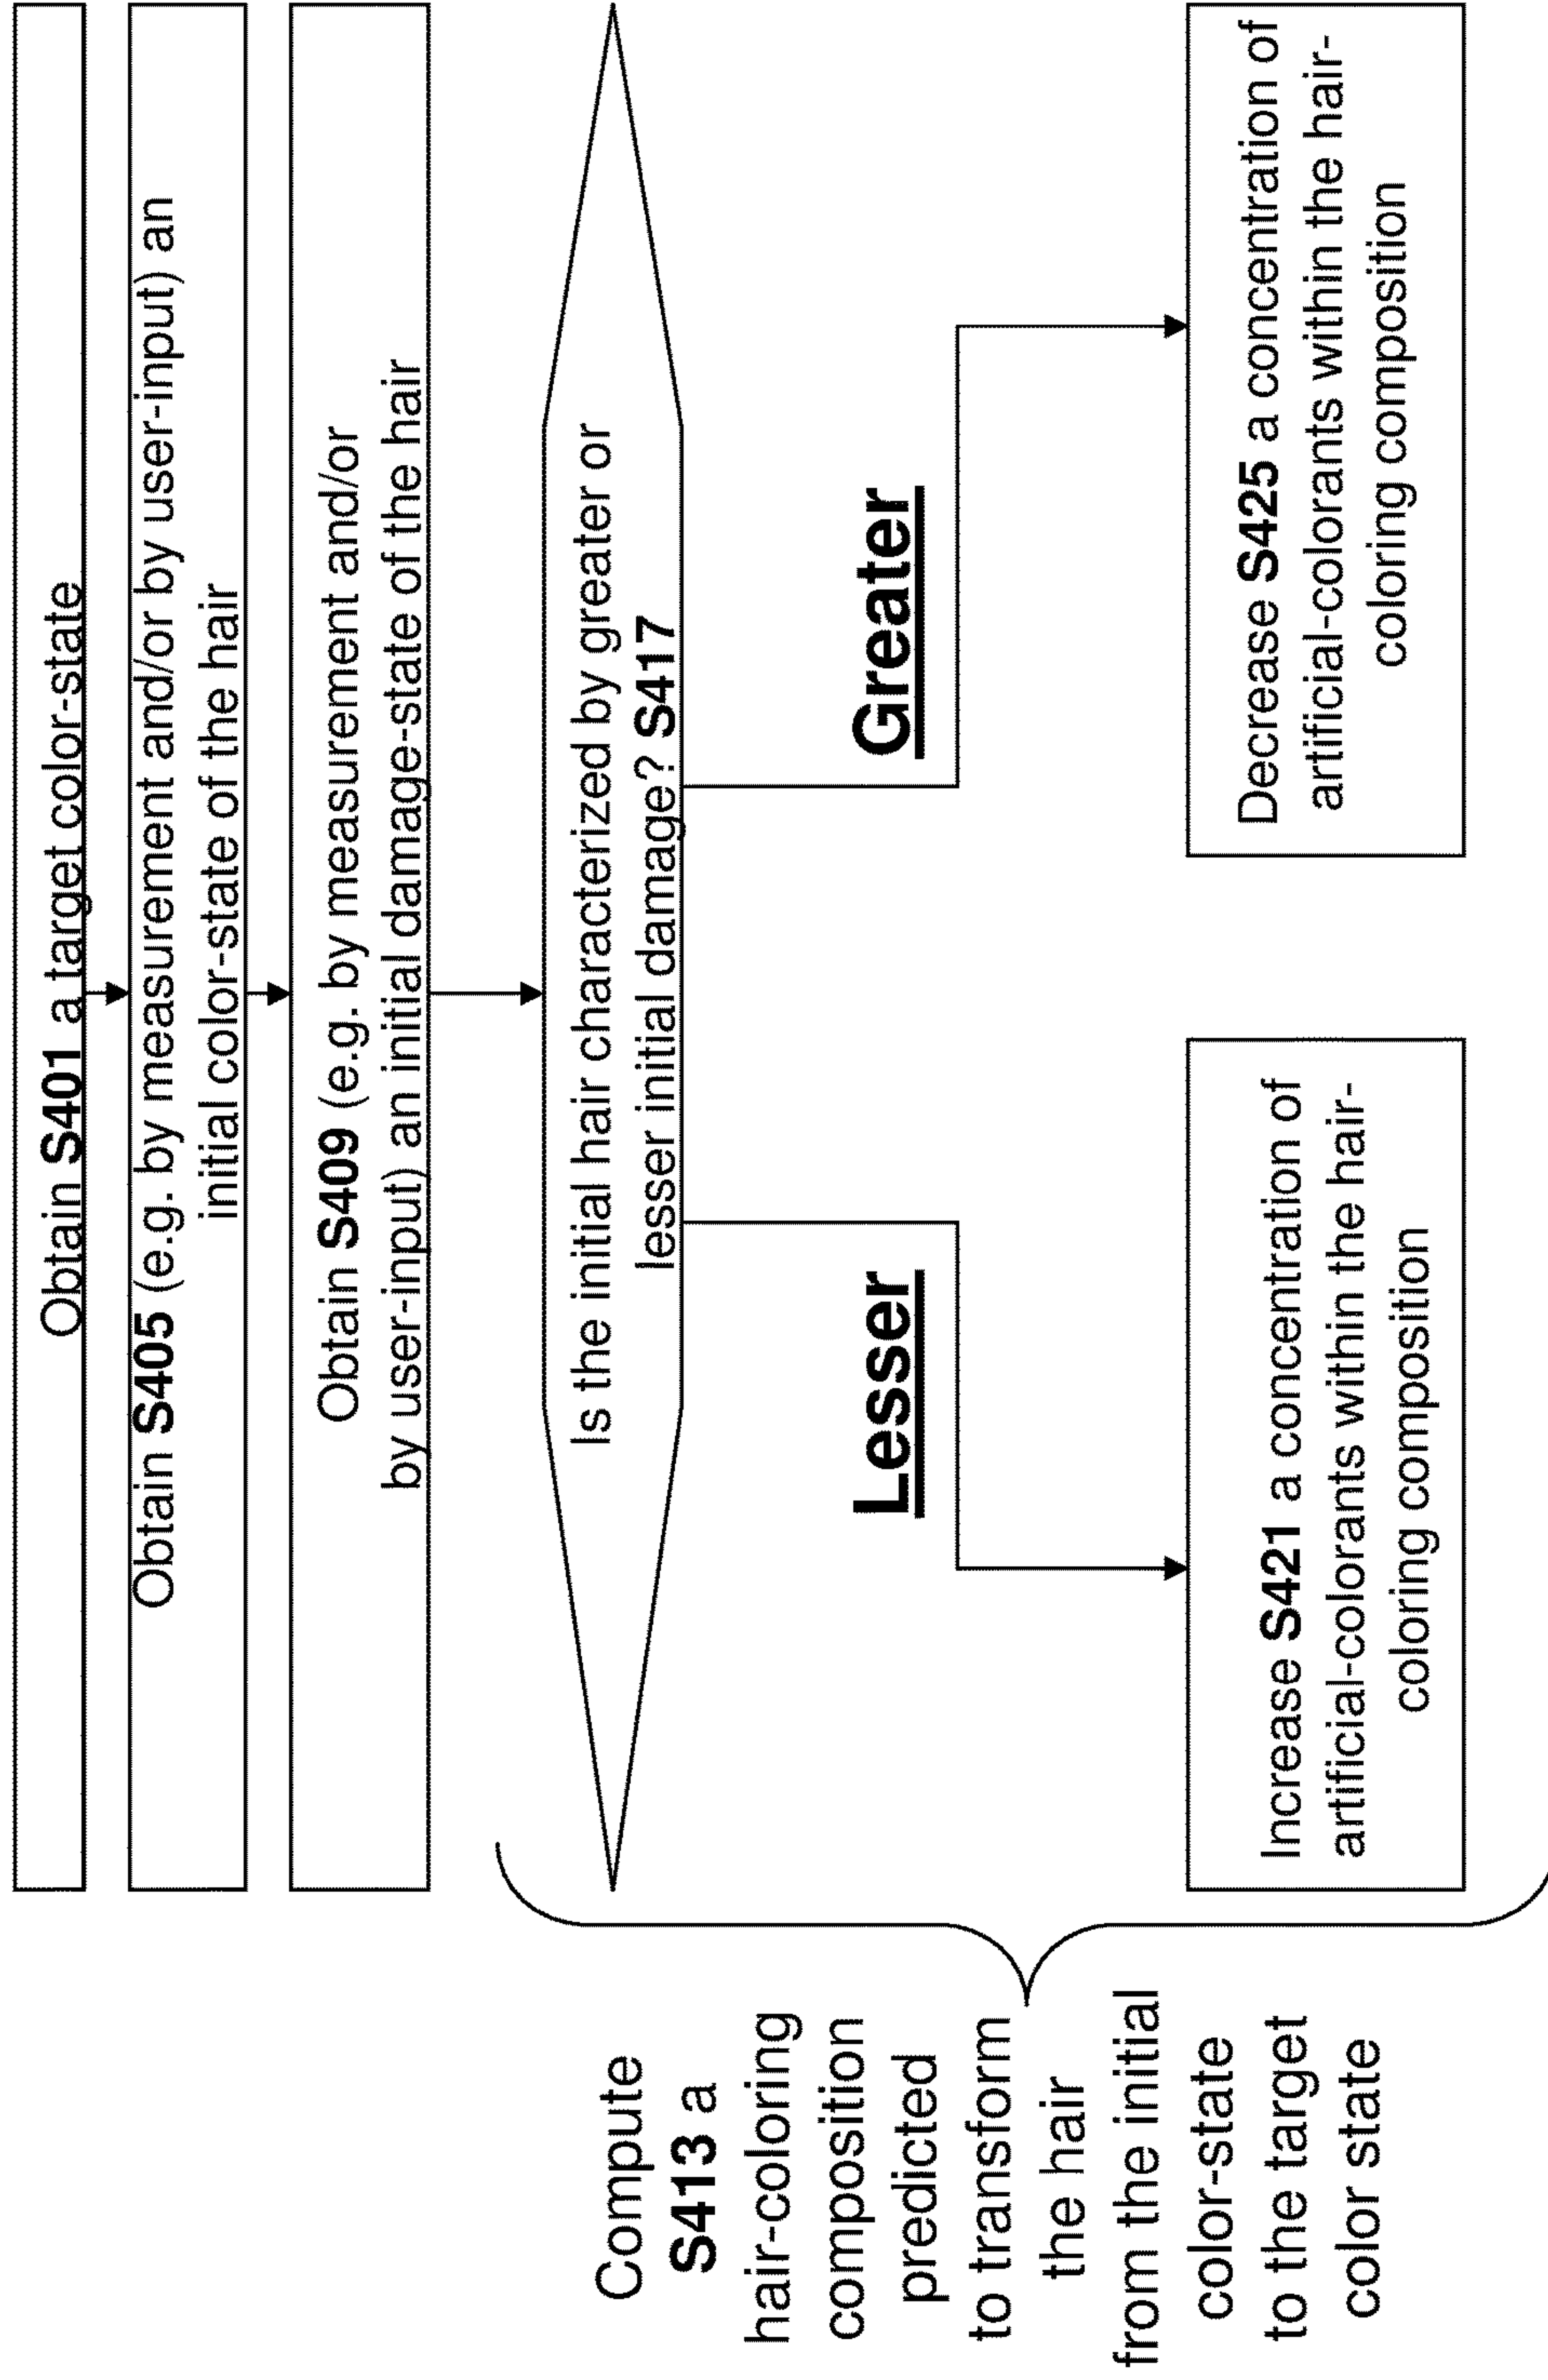 Obtain S401 a target color-state
Obtain S405 (e.g. by measurement and/or by user-input) an
initial color-state of the hair
Obtain S409 (e.g. by measurement and/or
by user-input) an initial damage-state of the hair
Is the initial hair characterized by greater or
lesser initial damage? S417
Compute
S413 a
hair-coloring
composition
predicted
to transform
the hair
from the initial
color-state
to the target
color state
Lesser
Greater
Increase S421 a concentration of
artificial-colorants within the hair-
coloring composition
Decrease S425 a concentration of
artificial-colorants within the hair-
coloring composition